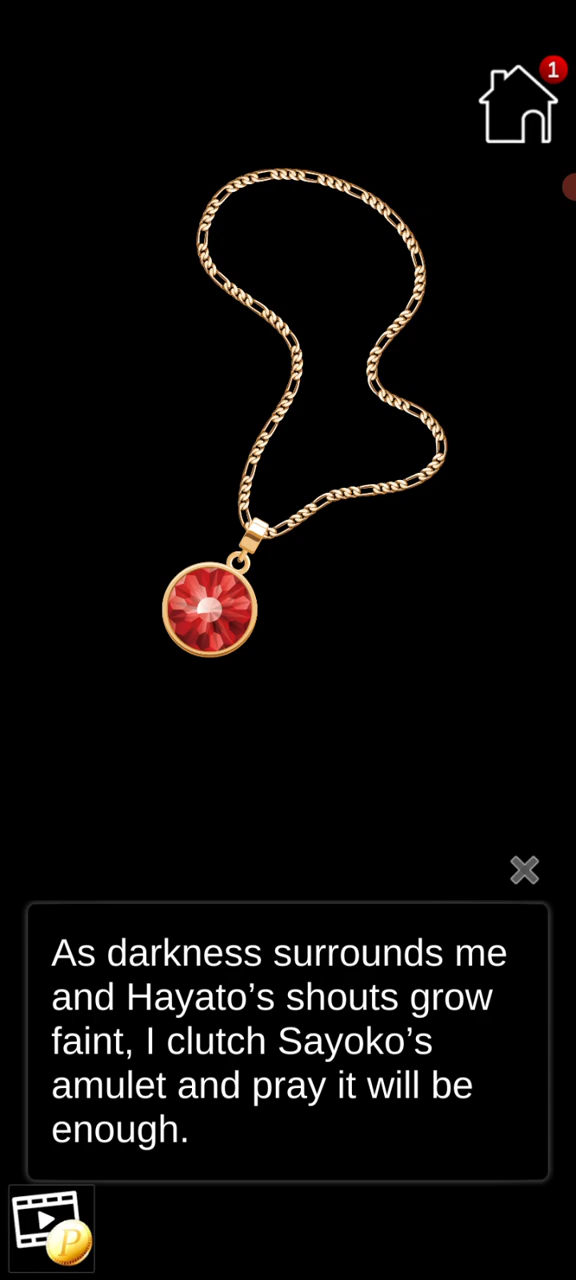 1
As darkness surrounds me
and Hayato’s shouts grow
faint, I clutch Sayoko’s
amulet and pray it will be
enough.
P